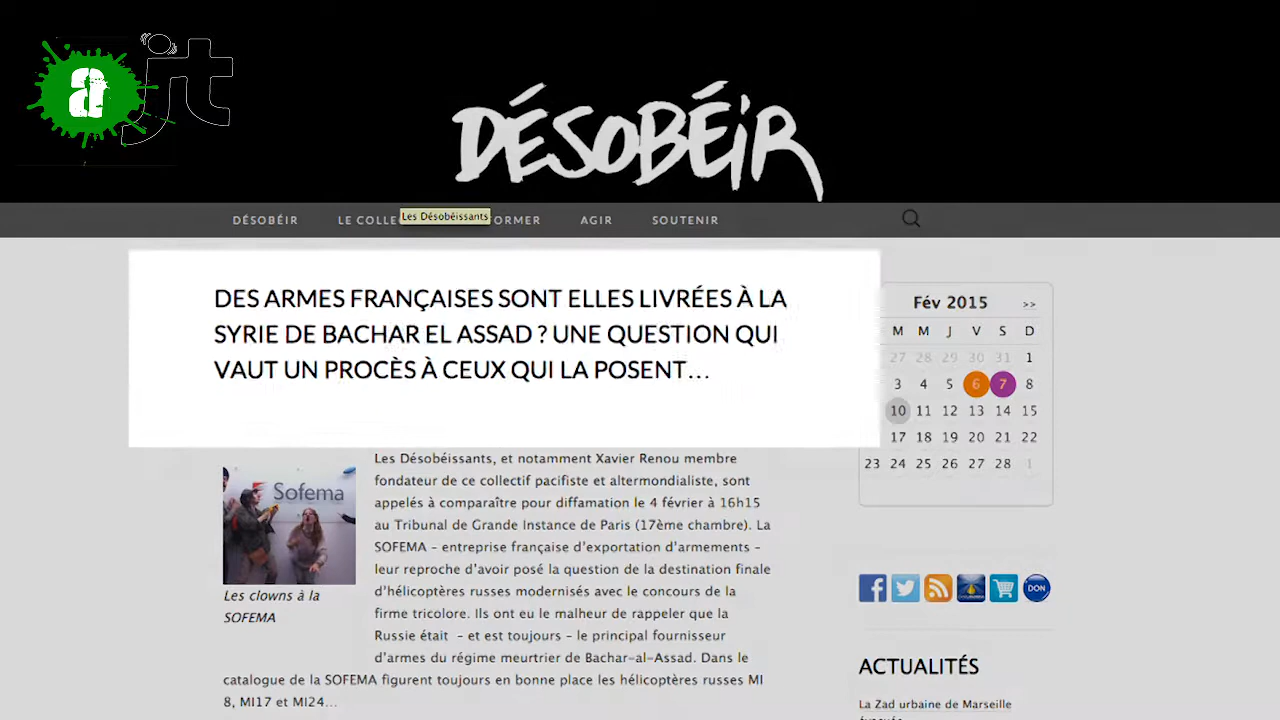 a jt
DÉSOBÉIR
DÉSOBÉIR LE COLLE Les Désobéissants ORMER AGIR SOUTENIR
DES ARMES FRANÇAISES SONT ELLES LIVRÉES À LA
SYRIE DE BACHAR EL ASSAD ? UNE QUESTION QUI
VAUT UN PROCÈS À CEUX QUI LA POSENT...
Sofema
Les clowns à la
SOFEMA
Les Désobéissants, et notamment Xavier Renou membre
fondateur de ce collectif pacifiste et altermondialiste, sont
appelés à comparaître pour diffamation le 4 février à 16h15
au Tribunal de Grande Instance de Paris (17ème chambre). La
SOFEMA – entreprise française d'exportation d'armements –
leur reproche d'avoir posé la question de la destination finale
d'hélicoptères russes modernisés avec le concours de la
firme tricolore. Ils ont eu le malheur de rappeler que la
Russie était – et est toujours – le principal fournisseur
d'armes du régime meurtrier de Bachar-al-Assad. Dans le
catalogue de la SOFEMA figurent toujours en bonne place les hélicoptères russes MI
8, MI17 et MI24...
Fév 2015 >>
M M J V S D
27 28 29 30 31 1
3 4 5 6 7 8
10 11 12 13 14 15
17 18 19 20 21 22
23 24 25 26 27 28 1
DON
ACTUALITÉS
La Zad urbaine de Marseille